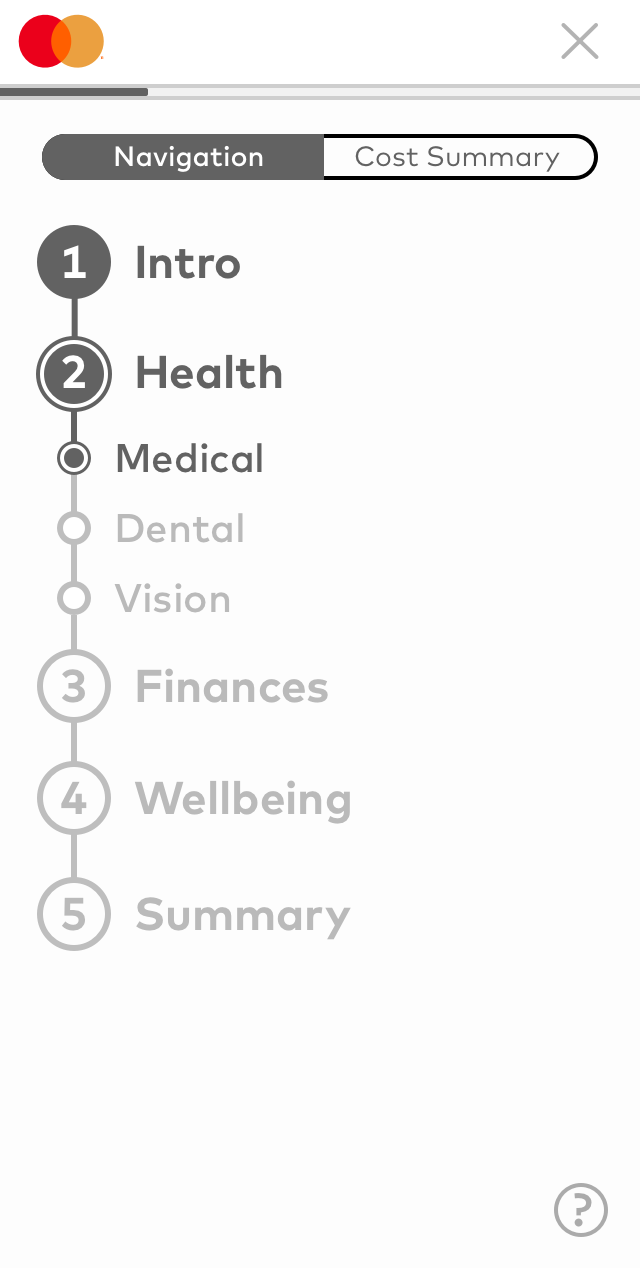 Navigation
Cost Summary
1 Intro
2 Health
Medical
Dental
Vision
3 Finances
4 Wellbeing
5 Summary
?